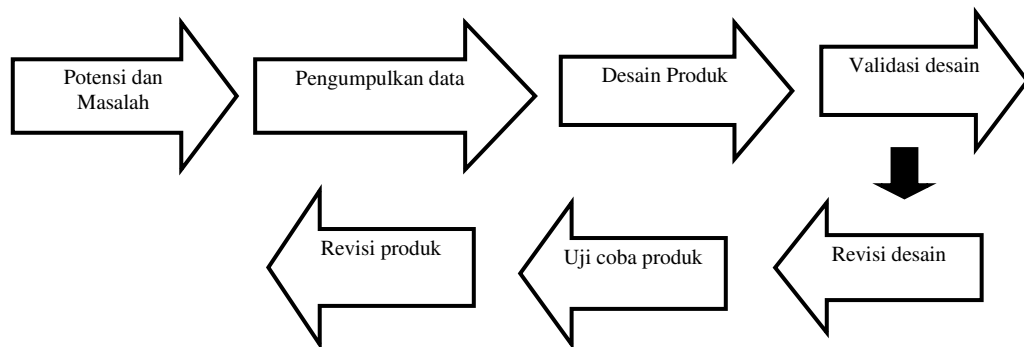 Potensi dan
Masalah
Pengumpulkan data
Desain Produk
Validasi desain
Revisi desain
Uji coba produk
Revisi produk